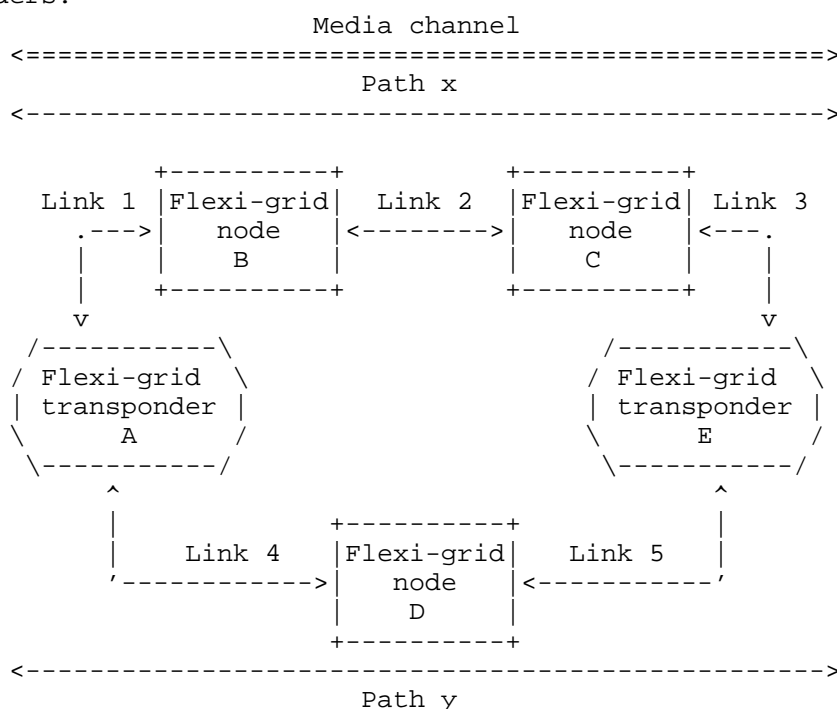 ders:
Media channel
<===================================================>
Path x
<--------------------------------------------------->
+----------+ +----------+
Link 1 |Flexi-grid| Link 2 |Flexi-grid| Link 3
.--->| node |<-------->| node |<---.
| | B | | C | |
| +----------+ +----------+ |
v v
/-----------\ /-----------\
/ Flexi-grid \ / Flexi-grid \
| transponder | | transponder |
\ A / \ E /
\-----------/ \-----------/
^ ^
| +----------+ |
| Link 4 |Flexi-grid| Link 5 |
'------------>| node |<-----------'
| D |
+----------+
<--------------------------------------------------->
Path y